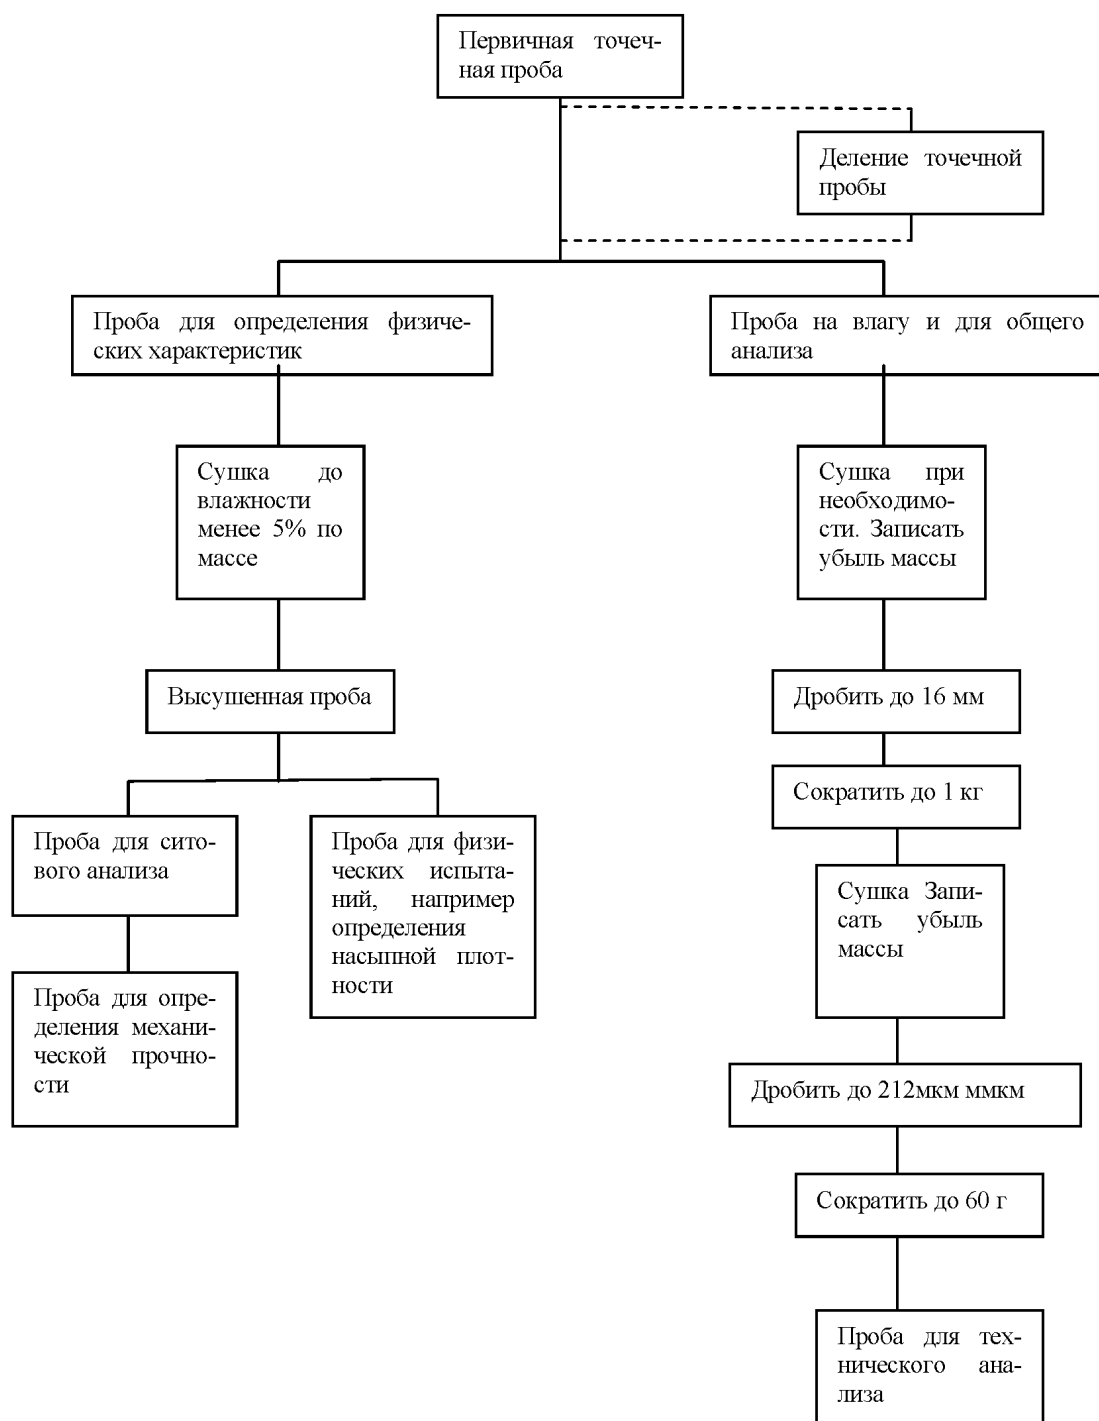 Первичная точеч-
ная проба
Деление точечной
пробы
Проба для определения физиче-
ских характеристик
Проба на влагу и для общего
анализа
Сушка до
влажности
менее 5% по
массе
Сушка при
необходимо-
сти. Записать
убыль массы
Высушенная проба
Дробить до 16 мм
Сократить до 1 кг
Проба для сито-
вого анализа
Проба для физи-
ческих испыта-
ний, например
определения
насыпной плот-
ности
Сушка Запи-
сать убыль
массы
Проба для опре-
деления механи-
ческой прочно-
сти
Дробить до 212мкм ммкм
Сократить до 60 г
Проба для тех-
нического ана-
лиза